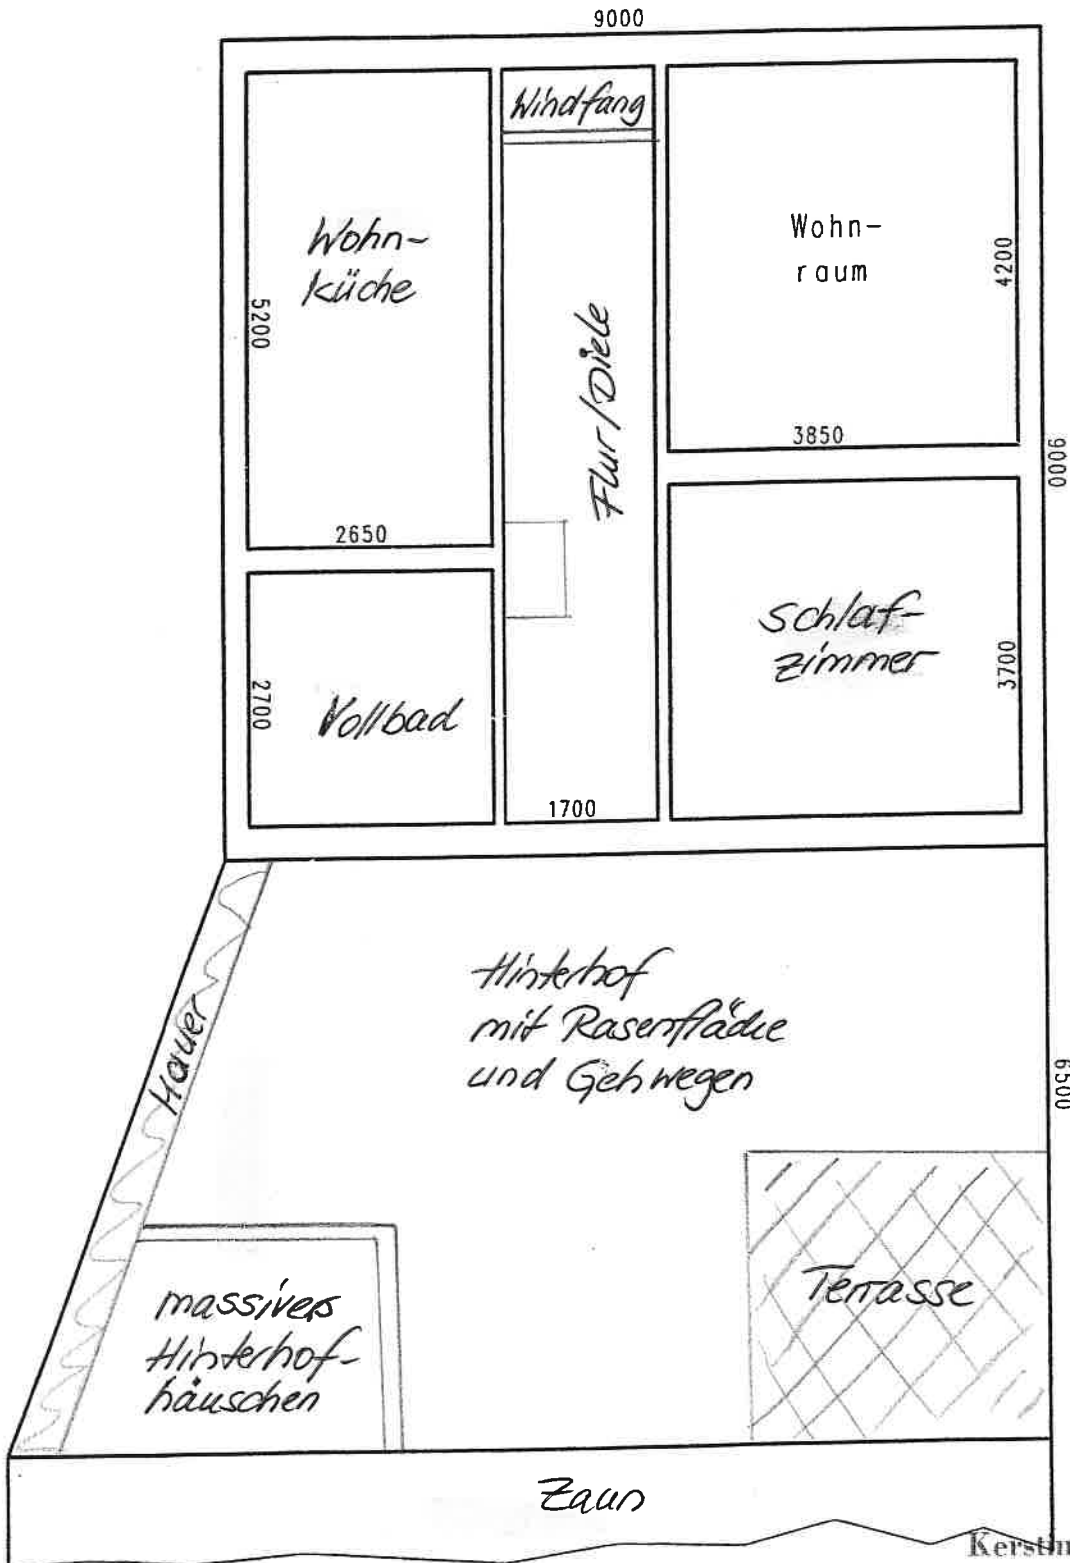 9000
Windfang
Wohn-
küche
5200
2650
Flur/Diele
Wohn-
raum
4200
3850
9000
Schlaf-
zimmer
3700
2700
Vollbad
1700
Mauer
Hinterhof
mit Rasenfläche
und Gehwegen
6500
massives
Hinterhof-
häuschen
Terrasse
Zaun
Kerstin